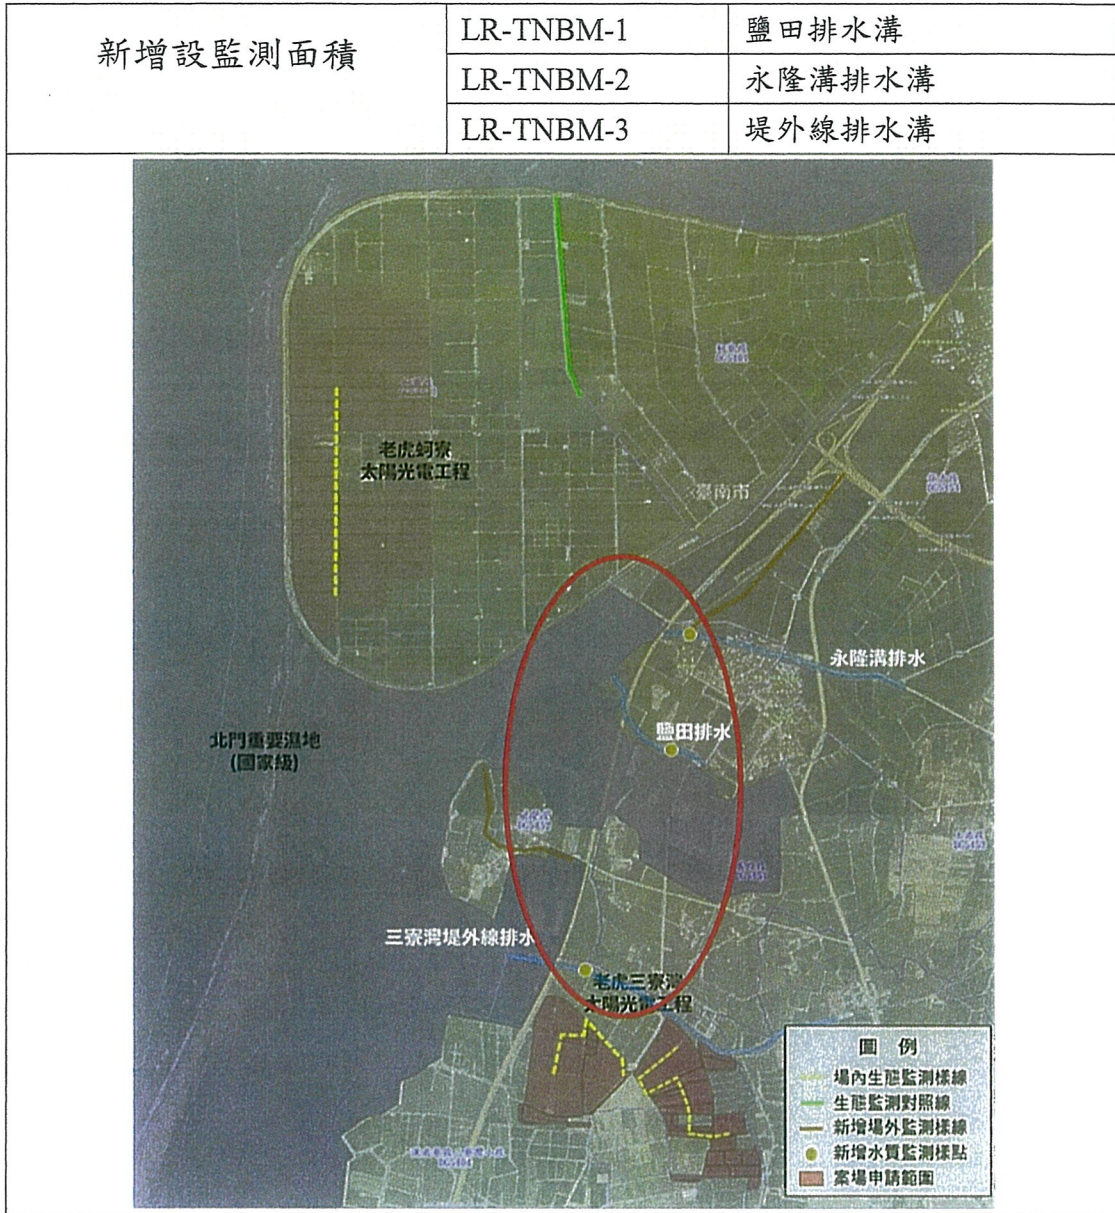 新增設監測面積
LR-TNBM-1 鹽田排水溝
LR-TNBM-2 永隆溝排水溝
LR-TNBM-3 堤外線排水溝
老虎蚵寮
太陽光電工程
臺南市
永隆溝排水
鹽田排水
北門重要濕地
(國家級)
三寮灣堤外線排水
老虎三寮灣
太陽光電工程
圖 例
場內生態監測樣線
生態監測對照線
新增場外監測樣線
新增水質監測樣點
案場申請範圍